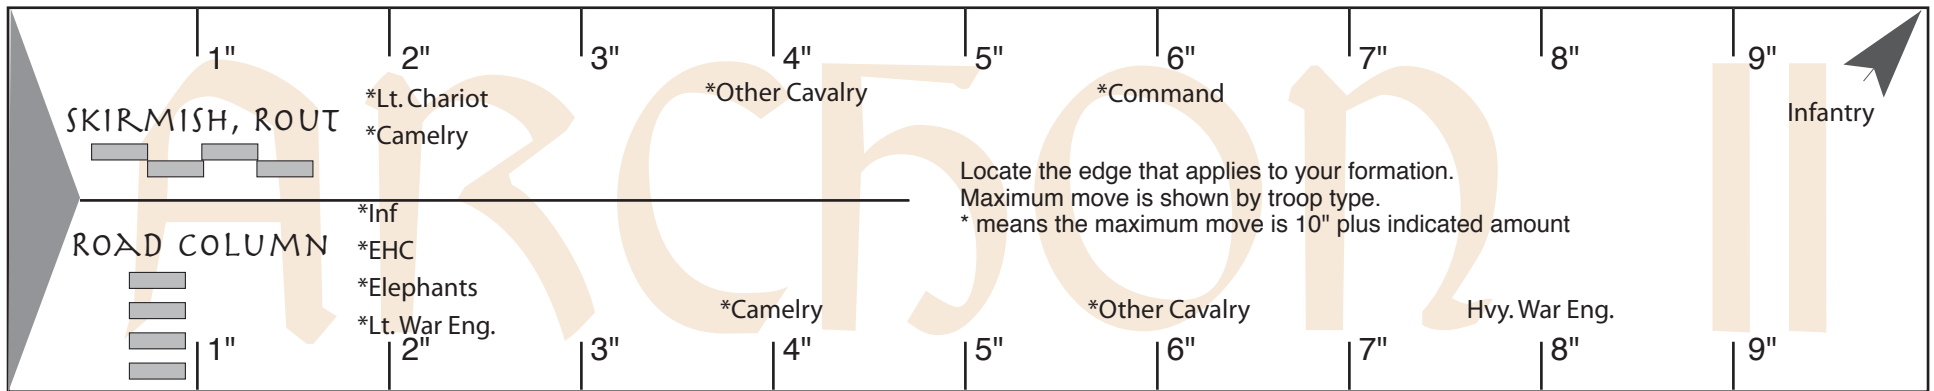 1" 2" 3" 4" 5" 6" 7" 8" 9"
*Lt. Chariot
*Other Cavalry
*Command
Infantry
SKIRMISH, ROUT
*Camelry
Locate the edge that applies to your formation.
Maximum move is shown by troop type.
* means the maximum move is 10" plus indicated amount
ARCHON II
*Inf
ROAD COLUMN
*EHC
*Elephants
*Camelry
*Other Cavalry
Hvy. War Eng.
*Lt. War Eng.
1" 2" 3" 4" 5" 6" 7" 8" 9"